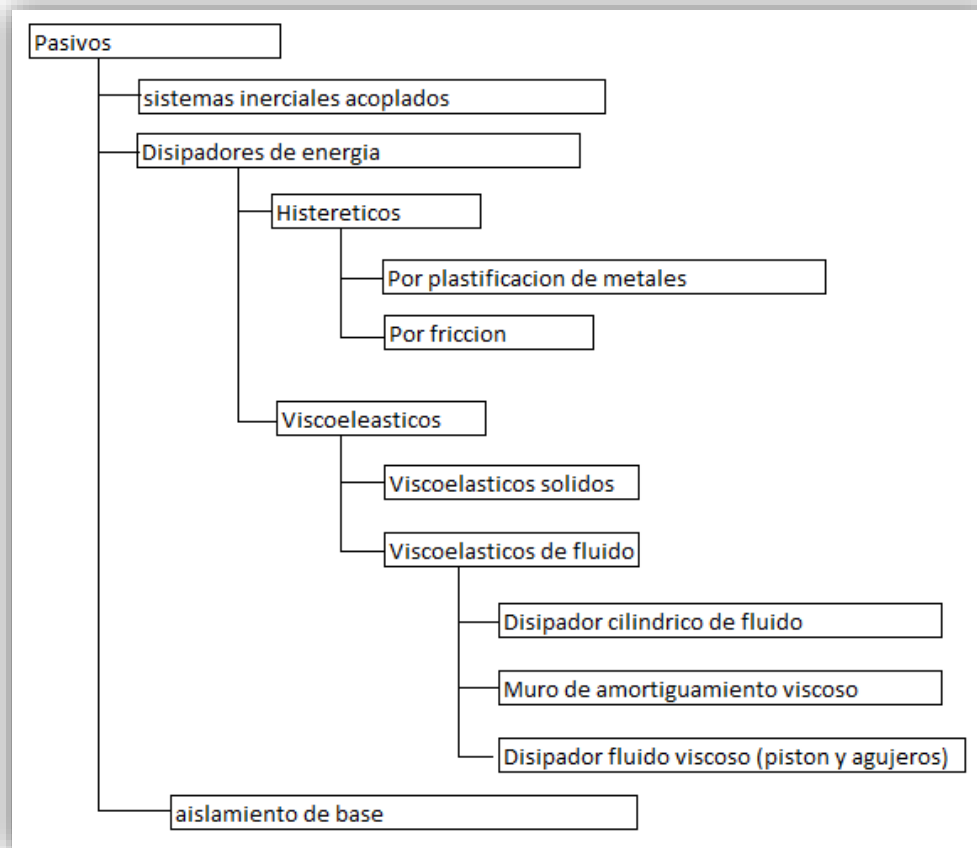 Pasivos
sistemas inerciales acoplados
Disipadores de energia
Histereticos
Por plastificacion de metales
Por friccion
Viscoeleasticos
Viscoelasticos solidos
Viscoelasticos de fluido
Disipador cilindrico de fluido
Muro de amortiguamiento viscoso
Disipador fluido viscoso (piston y agujeros)
aislamiento de base